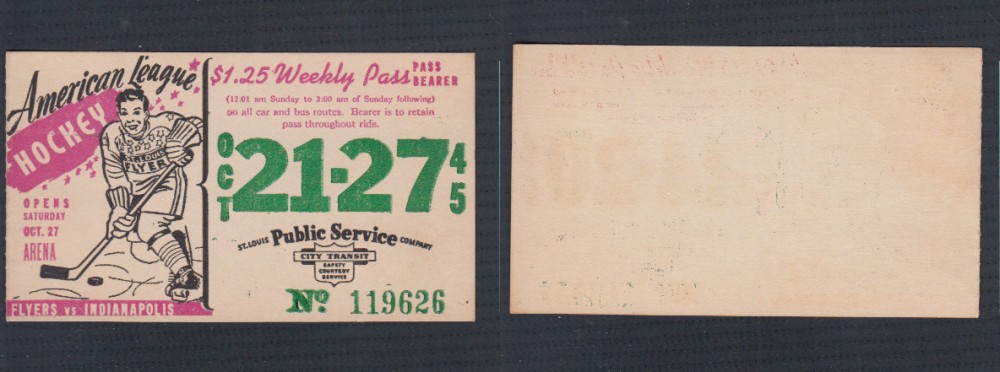 American League
HOCKEY
ST. LOUIS
FLYERS
OPENS
SATURDAY
OCT. 27
ARENA
FLYERS VS INDIANAPOLIS
$1.25 Weekly Pass PASS BEARER
(12:01 am Sunday to 2:00 am of Sunday following)
on all car and bus routes. Bearer is to retain
pass throughout ride.
OCT 21-27 45
ST. LOUIS Public Service COMPANY
CITY TRANSIT
SAFETY
COURTESY
SERVICE
No 119626